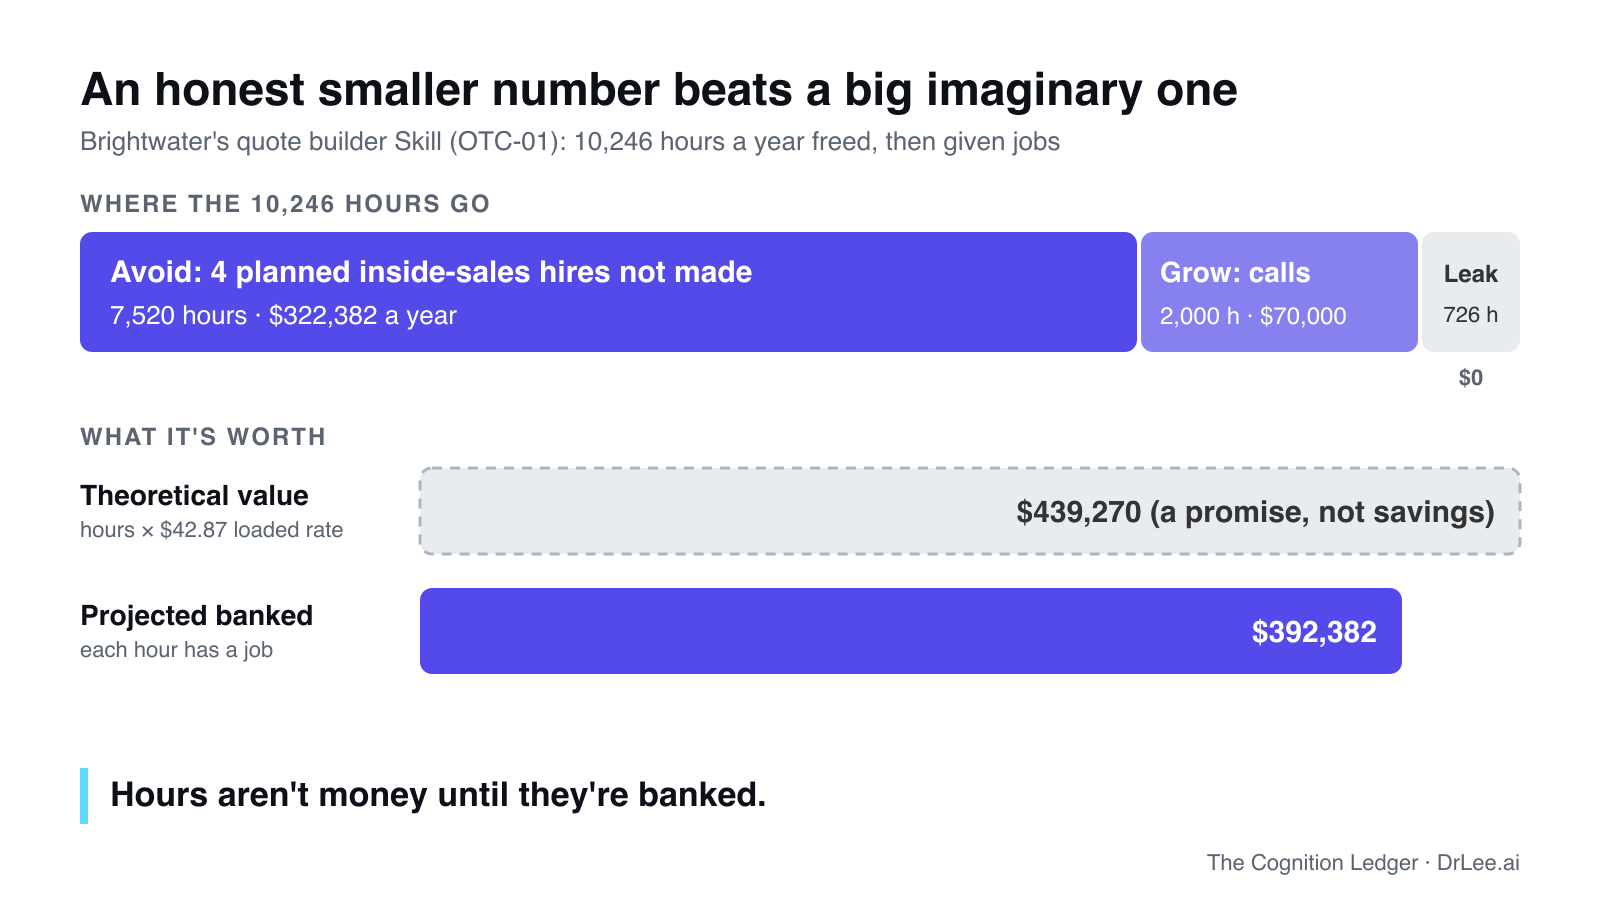 An honest smaller number beats a big imaginary one
Brightwater's quote builder Skill (OTC-01): 10,246 hours a year freed, then given jobs
WHERE THE 10,246 HOURS GO
Avoid: 4 planned inside-sales hires not made
7,520 hours · $322,382 a year
Grow: calls
2,000 h · $70,000
Leak
726 h
$0
WHAT IT'S WORTH
Theoretical value
hours × $42.87 loaded rate
$439,270 (a promise, not savings)
Projected banked
each hour has a job
$392,382
Hours aren't money until they're banked.
The Cognition Ledger · DrLee.ai